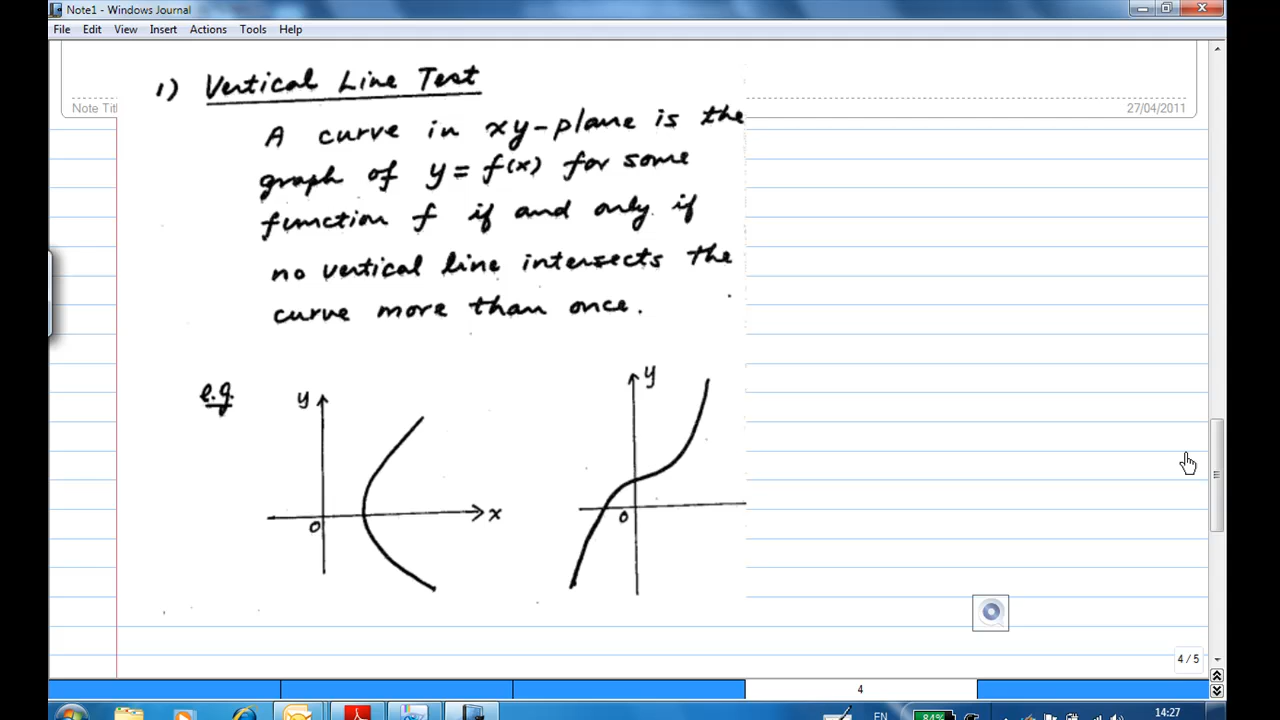 Note1 - Windows Journal
File Edit View Insert Actions Tools Help
1) Vertical Line Test
Note Titl
27/04/2011
A curve in xy-plane is the
graph of y = f(x) for some
function f if and only if
no vertical line intersects the
curve more than once.
e.g.
y
x
0
y
0
4 / 5
4
EN
84%
14:27